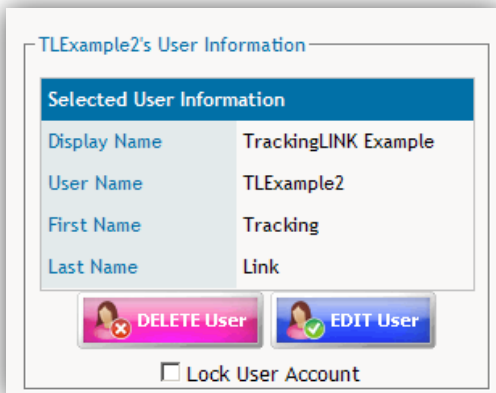 TLExample2's User Information
Selected User Information
Display Name TrackingLINK Example
User Name TLExample2
First Name Tracking
Last Name Link
DELETE User EDIT User
Lock User Account